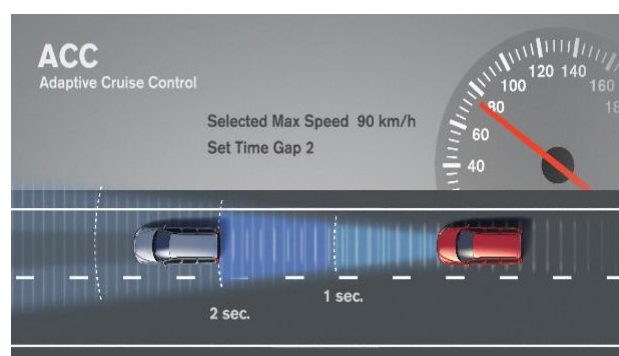 ACC
Adaptive Cruise Control
Selected Max Speed 90 km/h
Set Time Gap 2
40
60
80
100
120
140
160
2 sec.
1 sec.